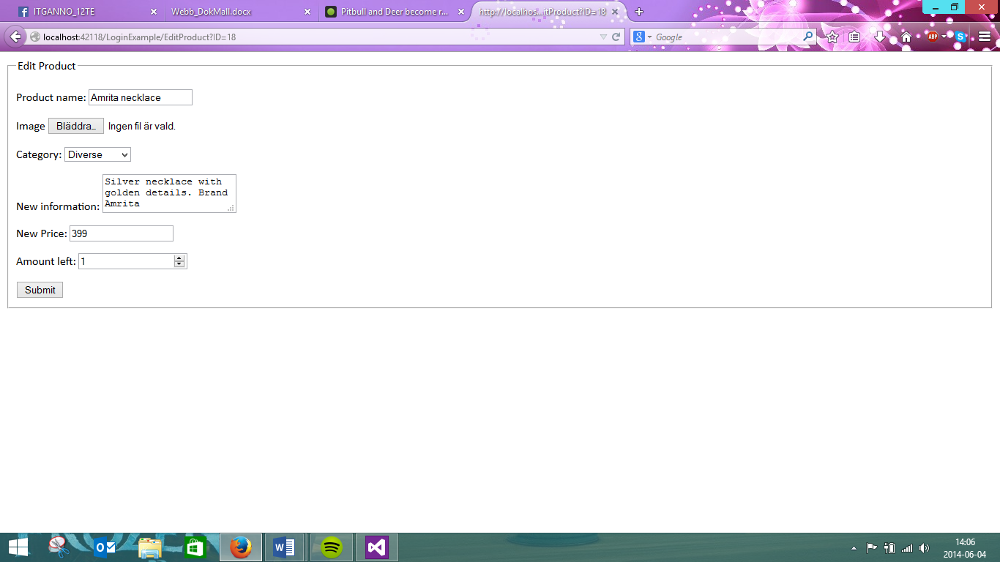 ITGANNO_12TE
Webb_DokMall.docx
Pitbull and Deer become r...
http://localhos...itProduct?ID=18
localhost:42118/LoginExample/EditProduct?ID=18
Google
ABP
Edit Product
Product name: Amrita necklace
Image Bläddra... Ingen fil är vald.
Category: Diverse
New information: Silver necklace with
golden details. Brand
Amrita
New Price: 399
Amount left: 1
Submit
14:06
2014-06-04